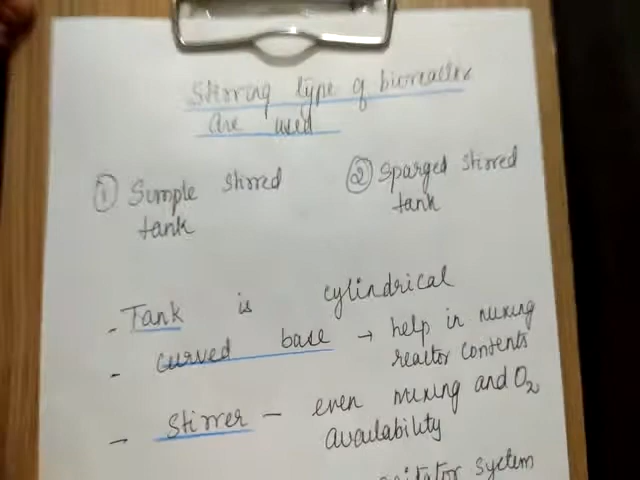 Stirring type of bioreactor
are used
① Simple stirred
tank
② Sparged stirred
tank
- Tank is cylindrical
- curved base → help in mixing
reactor contents
- Stirrer – even mixing and O₂
availability
system